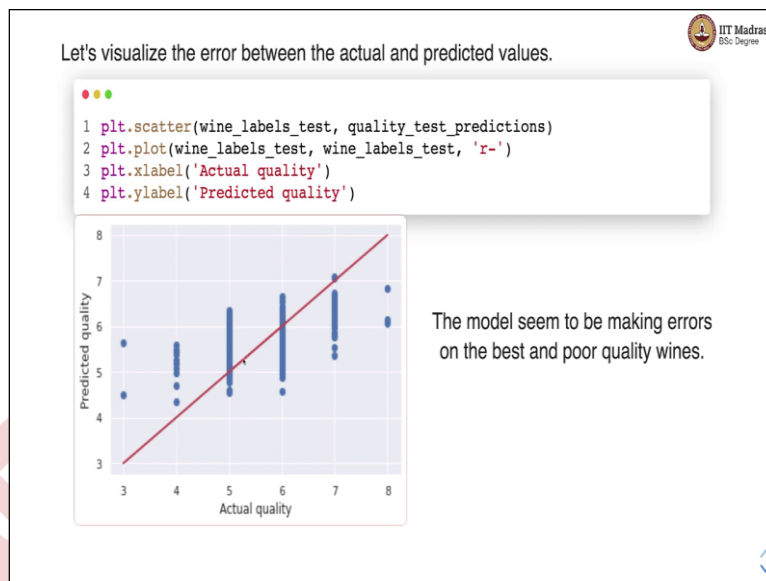 IIT Madras
BSc Degree
Let's visualize the error between the actual and predicted values.
1 plt.scatter(wine_labels_test, quality_test_predictions)
2 plt.plot(wine_labels_test, wine_labels_test, 'r-')
3 plt.xlabel('Actual quality')
4 plt.ylabel('Predicted quality')
8
7
6
5
4
3
Predicted quality
3 4 5 6 7 8
Actual quality
The model seem to be making errors
on the best and poor quality wines.